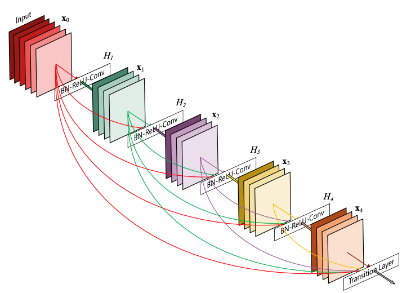 Input
x₀
H₁
BN-ReLU-Conv
x₁
H₂
BN-ReLU-Conv
x₂
H₃
BN-ReLU-Conv
x₃
H₄
BN-ReLU-Conv
x₄
Transition Layer